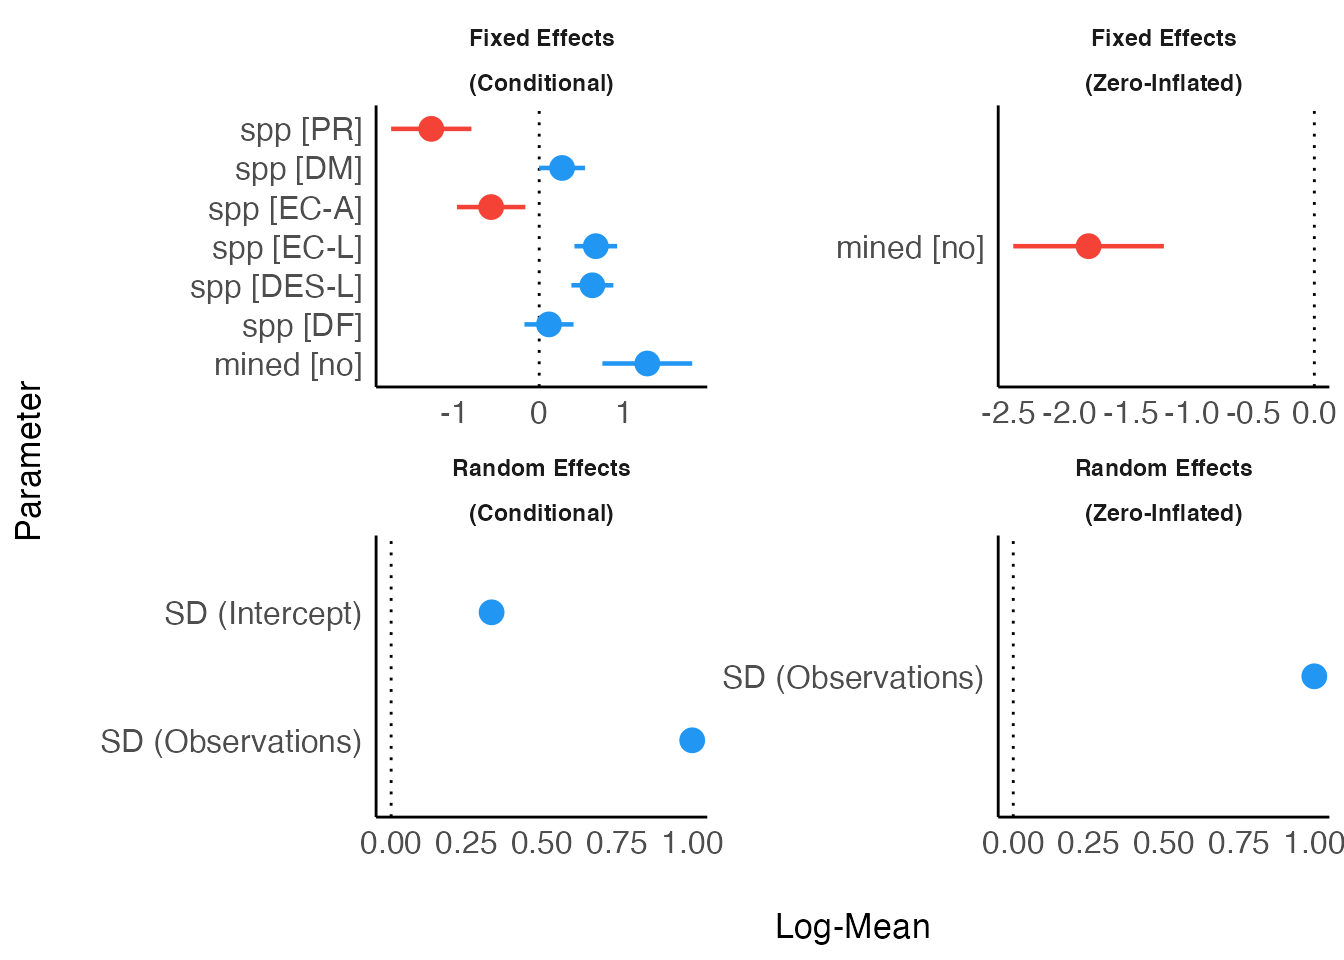 Fixed Effects
(Conditional)
spp [PR]
spp [DM]
spp [EC-A]
spp [EC-L]
spp [DES-L]
spp [DF]
mined [no]
-1 0 1
Fixed Effects
(Zero-Inflated)
mined [no]
-2.5 -2.0 -1.5 -1.0 -0.5 0.0
Random Effects
(Conditional)
SD (Intercept)
SD (Observations)
0.00 0.25 0.50 0.75 1.00
Random Effects
(Zero-Inflated)
SD (Observations)
0.00 0.25 0.50 0.75 1.00
Parameter
Log-Mean